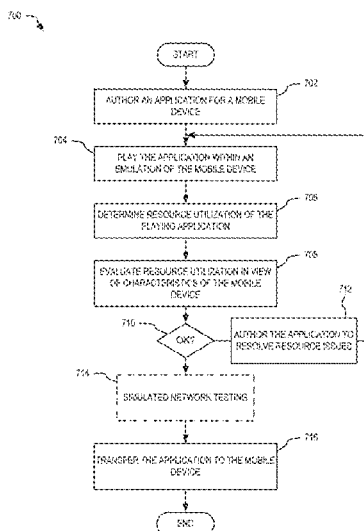 700
START
702
AUTHOR AN APPLICATION FOR A MOBILE
DEVICE
704
PLAY THE APPLICATION WITHIN AN
EMULATION OF THE MOBILE DEVICE
706
DETERMINE RESOURCE UTILIZATION OF THE
PLAYING APPLICATION
708
EVALUATE RESOURCE UTILIZATION IN VIEW
OF CHARACTERISTICS OF THE MOBILE
DEVICE
710
OK?
712
AUTHOR THE APPLICATION TO
RESOLVE RESOURCE ISSUED
714
SIMULATED NETWORK TESTING
716
TRANSFER THE APPLICATION TO THE MOBILE
DEVICE
END